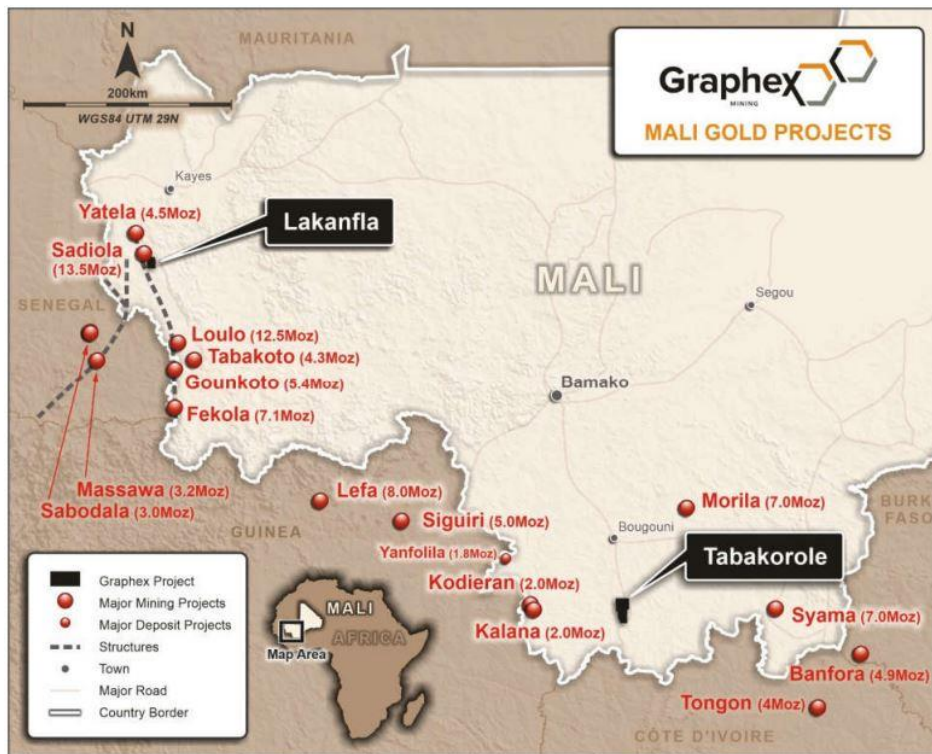 MAURITANIA
N
200km
WGS84 UTM 29N
Graphex
MINING
MALI GOLD PROJECTS
Kayes
Yatela (4.5Moz)
Lakanfla
Sadiola
(13.5Moz)
MALI
SENEGAL
Segou
Loulo (12.5Moz)
Tabakoto (4.3Moz)
Gounkoto (5.4Moz)
Bamako
Fekola (7.1Moz)
Massawa (3.2Moz)
Sabodala (3.0Moz)
Lefa (8.0Moz)
Morila (7.0Moz)
BURK
FASO
GUINEA
Siguiri (5.0Moz)
Bougouni
Yanfolila (1.8Moz)
Tabakorole
Kodieran (2.0Moz)
Kalana (2.0Moz)
Syama (7.0Moz)
Banfora (4.9Moz)
Tongon (4Moz)
CÔTE D'IVOIRE
Graphex Project
Major Mining Projects
Major Deposit Projects
Structures
Town
Major Road
Country Border
MALI
AFRICA
Map Area